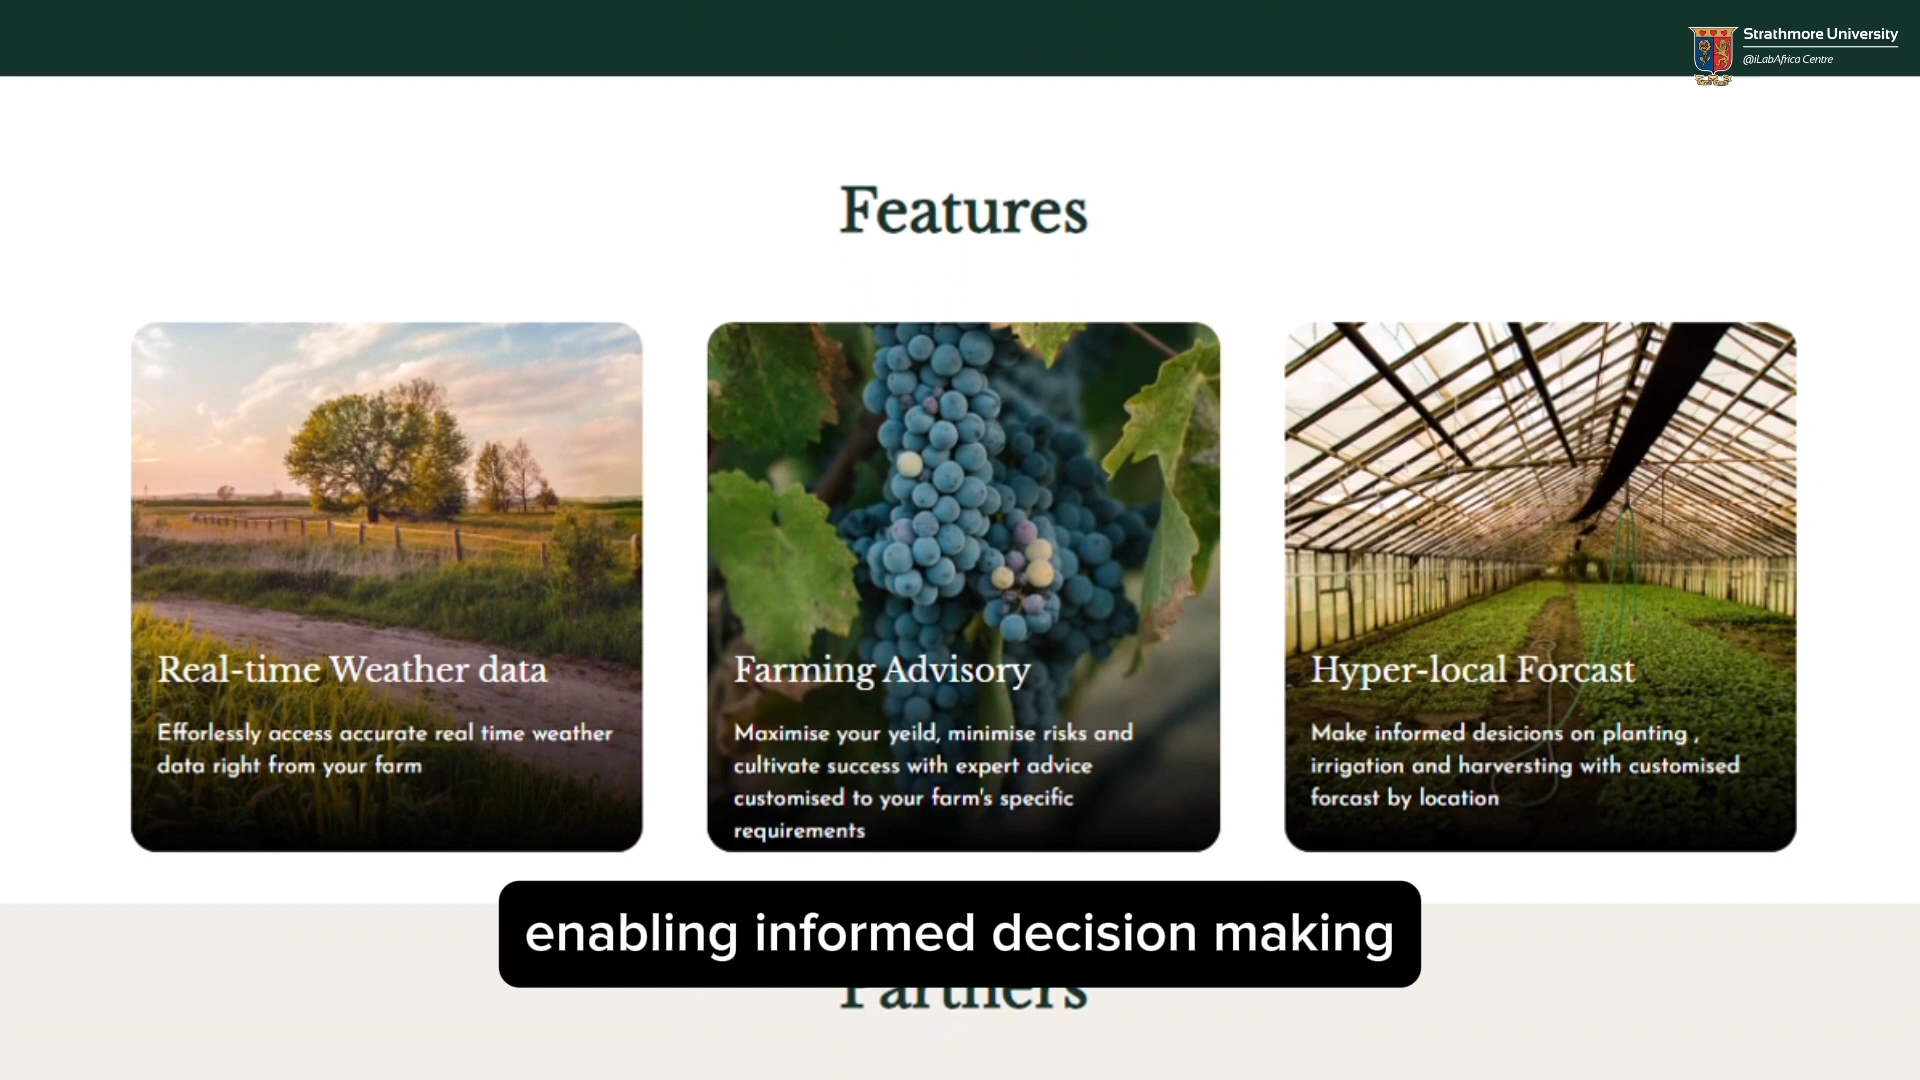 Strathmore University
@iLabAfrica Centre
Features
Real-time Weather data
Efforlessly access accurate real time weather
data right from your farm
Farming Advisory
Maximise your yeild, minimise risks and
cultivate success with expert advice
customised to your farm's specific
requirements
Hyper-local Forcast
Make informed desicions on planting ,
irrigation and harversting with customised
forcast by location
enabling informed decision making
Partners